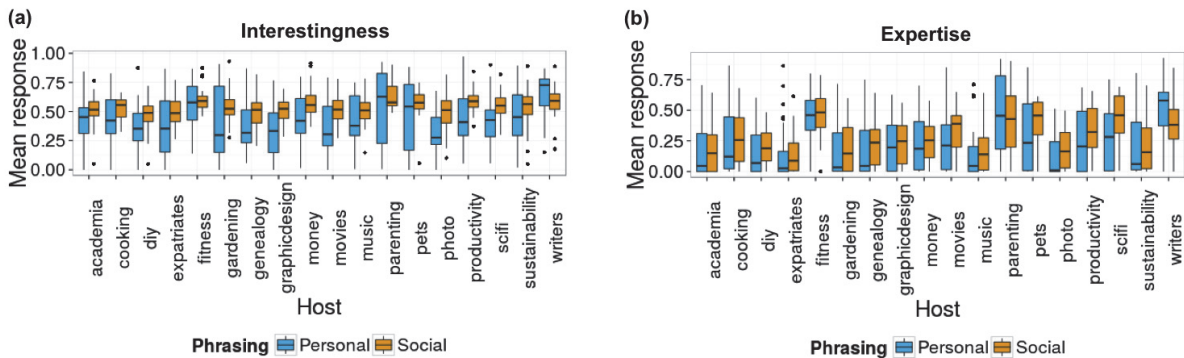 (a)
Interestingness
Mean response
1.00
0.75
0.50
0.25
0.00
academia
cooking
diy
expatriates
fitness
gardening
genealogy
graphicdesign
money
movies
music
parenting
pets
photo
productivity
scifi
sustainability
writers
Host
Phrasing Personal Social
(b)
Expertise
Mean response
0.75
0.50
0.25
0.00
academia
cooking
diy
expatriates
fitness
gardening
genealogy
graphicdesign
money
movies
music
parenting
pets
photo
productivity
scifi
sustainability
writers
Host
Phrasing Personal Social